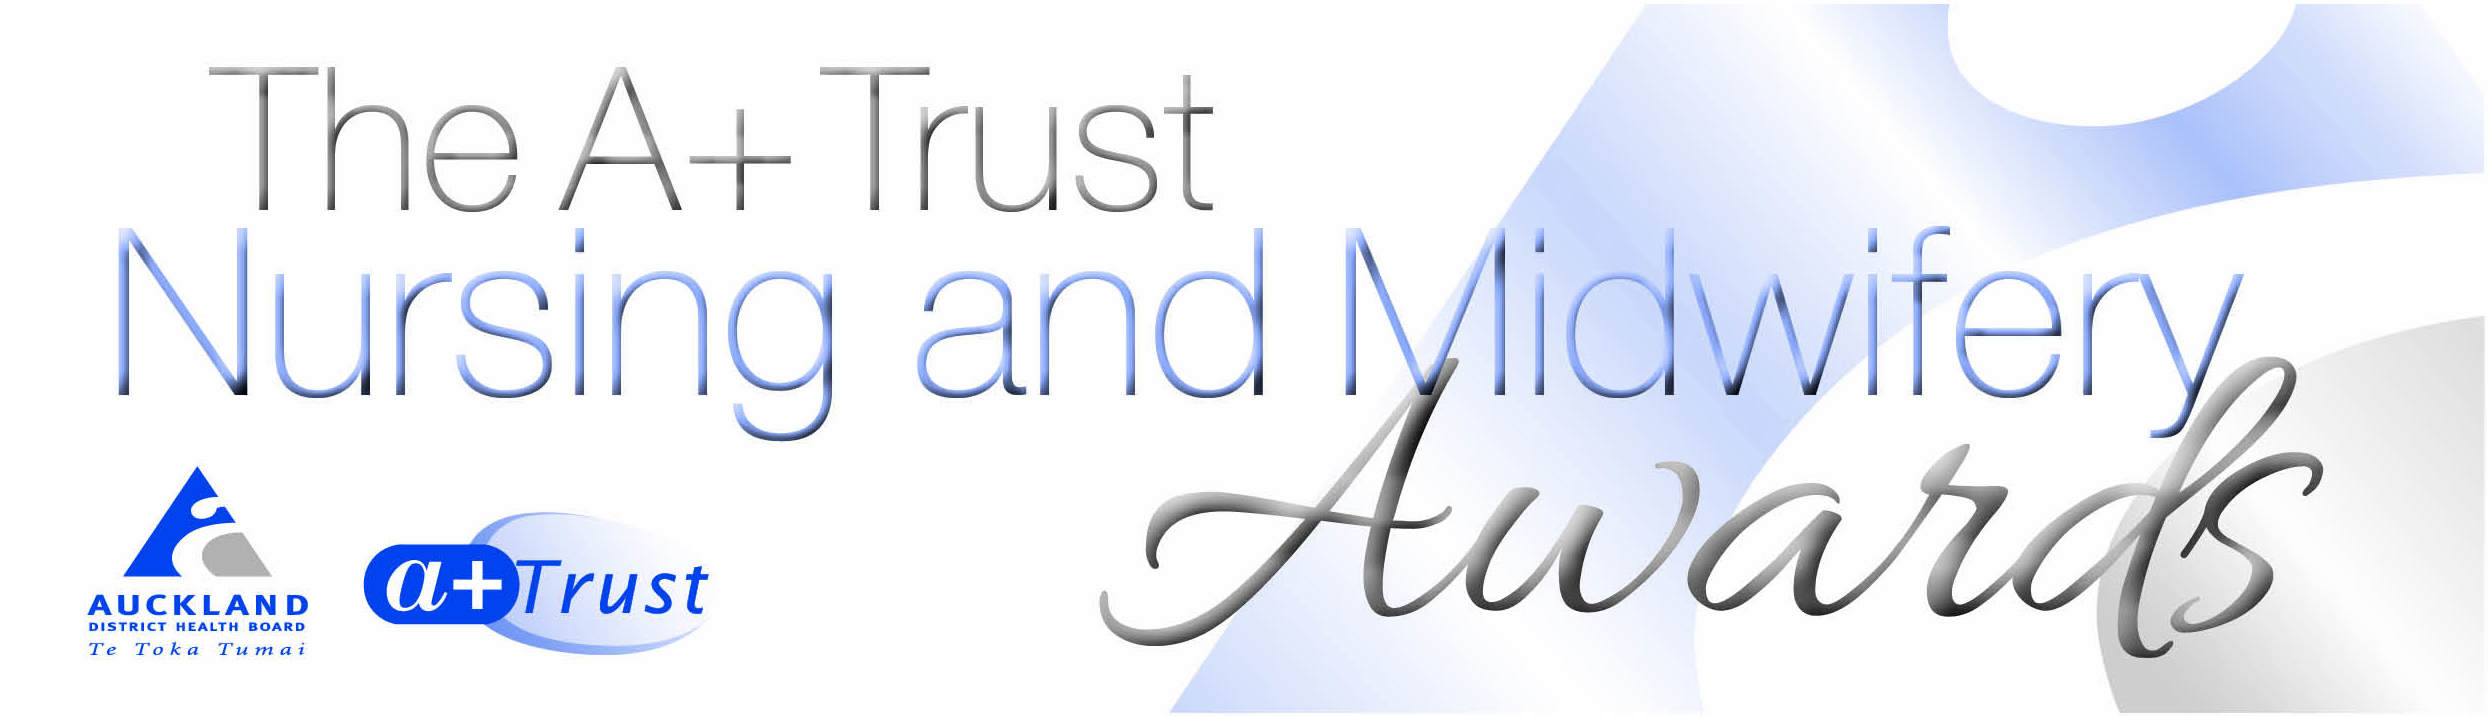 The A+ Trust
Nursing and Midwifery
Awards
AUCKLAND
DISTRICT HEALTH BOARD
Te Toka Tumai
a+ Trust